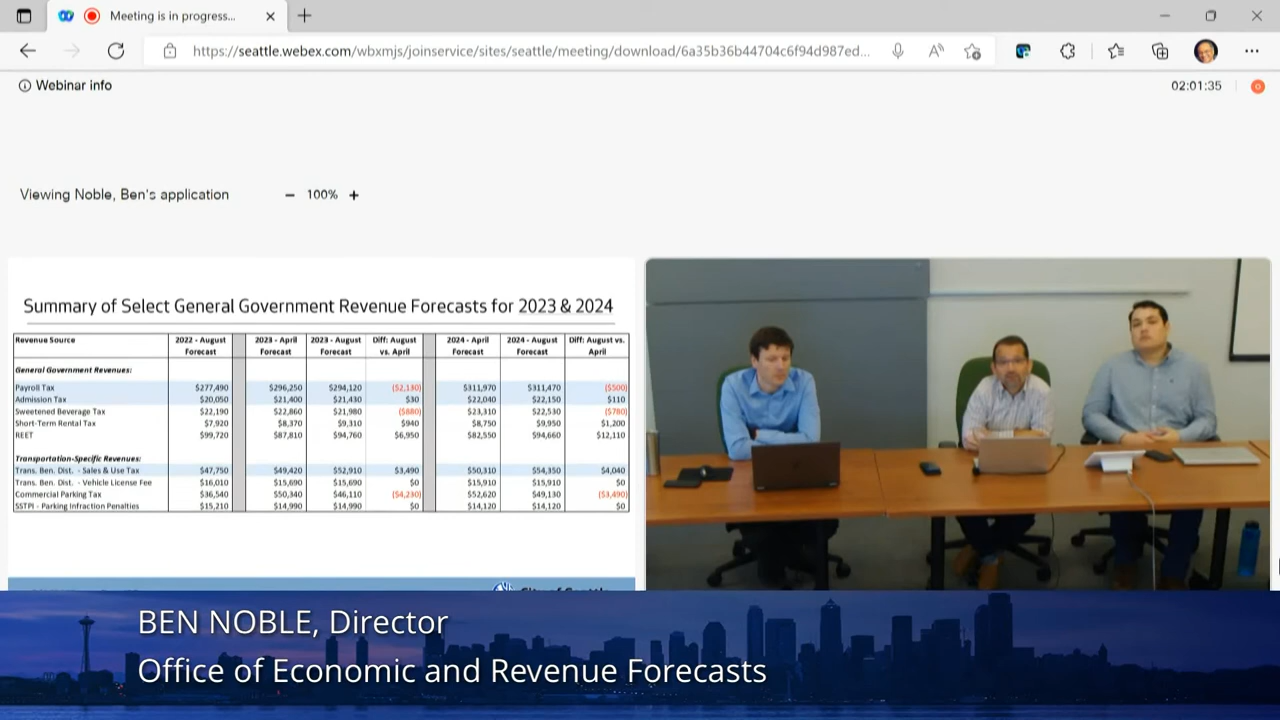 Meeting is in progress...
https://seattle.webex.com/wbxmjs/joinservice/sites/seattle/meeting/download/6a35b36b44704c6f94d987ed...
Webinar info
02:01:35
Viewing Noble, Ben's application
100%
Summary of Select General Government Revenue Forecasts for 2023 & 2024
Revenue Source 2022 - August Forecast 2023 - April Forecast 2023 - August Forecast Diff: August vs. April 2024 - April Forecast 2024 - August Forecast Diff: August vs. April
General Government Revenues:
Payroll Tax $277,490 $296,250 $294,120 ($2,130) $311,970 $311,470 ($500)
Admission Tax $20,050 $21,400 $21,430 $30 $22,040 $22,150 $110
Sweetened Beverage Tax $22,190 $22,860 $21,980 ($880) $23,310 $22,530 ($780)
Short-Term Rental Tax $7,920 $8,370 $9,310 $940 $8,750 $9,950 $1,200
REET $99,720 $87,810 $94,760 $6,950 $82,550 $94,660 $12,110
Transportation-Specific Revenues:
Trans. Ben. Dist. - Sales & Use Tax $47,750 $49,420 $52,910 $3,490 $50,310 $54,350 $4,040
Trans. Ben. Dist. - Vehicle License Fee $16,010 $15,690 $15,690 $0 $15,910 $15,910 $0
Commercial Parking Tax $36,540 $50,340 $46,110 ($4,230) $52,620 $49,130 ($3,490)
SSTPI - Parking Infraction Penalties $15,210 $14,990 $14,990 $0 $14,120 $14,120 $0
BEN NOBLE, Director
Office of Economic and Revenue Forecasts